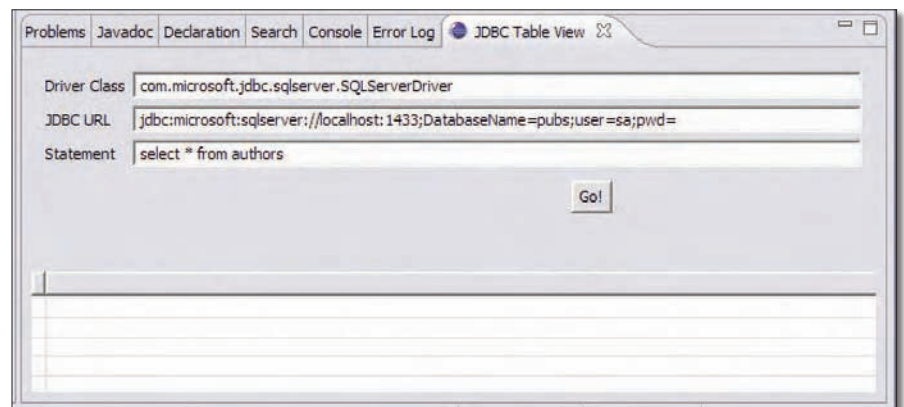 Problems Javadoc Declaration Search Console Error Log JDBC Table View
Driver Class com.microsoft.jdbc.sqlserver.SQLServerDriver
JDBC URL jdbc:microsoft:sqlserver://localhost:1433;DatabaseName=pubs;user=sa;pwd=
Statement select * from authors
Go!